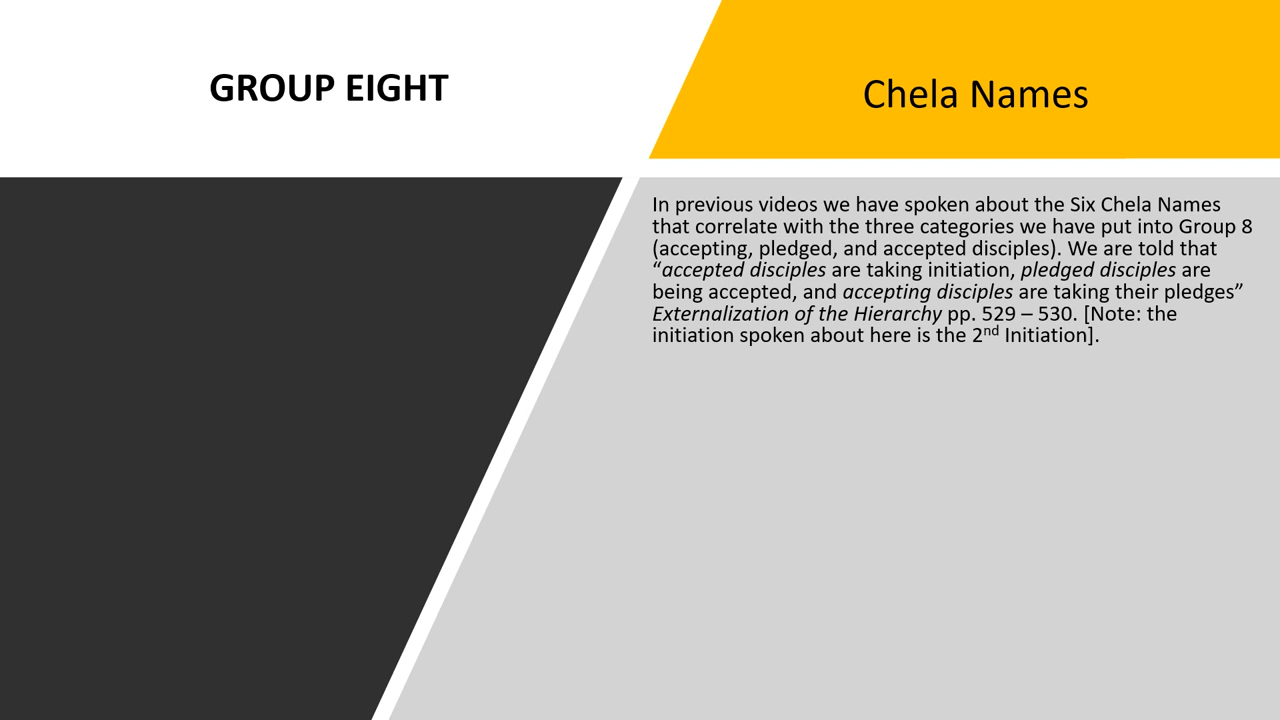 GROUP EIGHT
Chela Names
In previous videos we have spoken about the Six Chela Names
that correlate with the three categories we have put into Group 8
(accepting, pledged, and accepted disciples). We are told that
“accepted disciples are taking initiation, pledged disciples are
being accepted, and accepting disciples are taking their pledges”
Externalization of the Hierarchy pp. 529 – 530. [Note: the
initiation spoken about here is the 2nd Initiation].